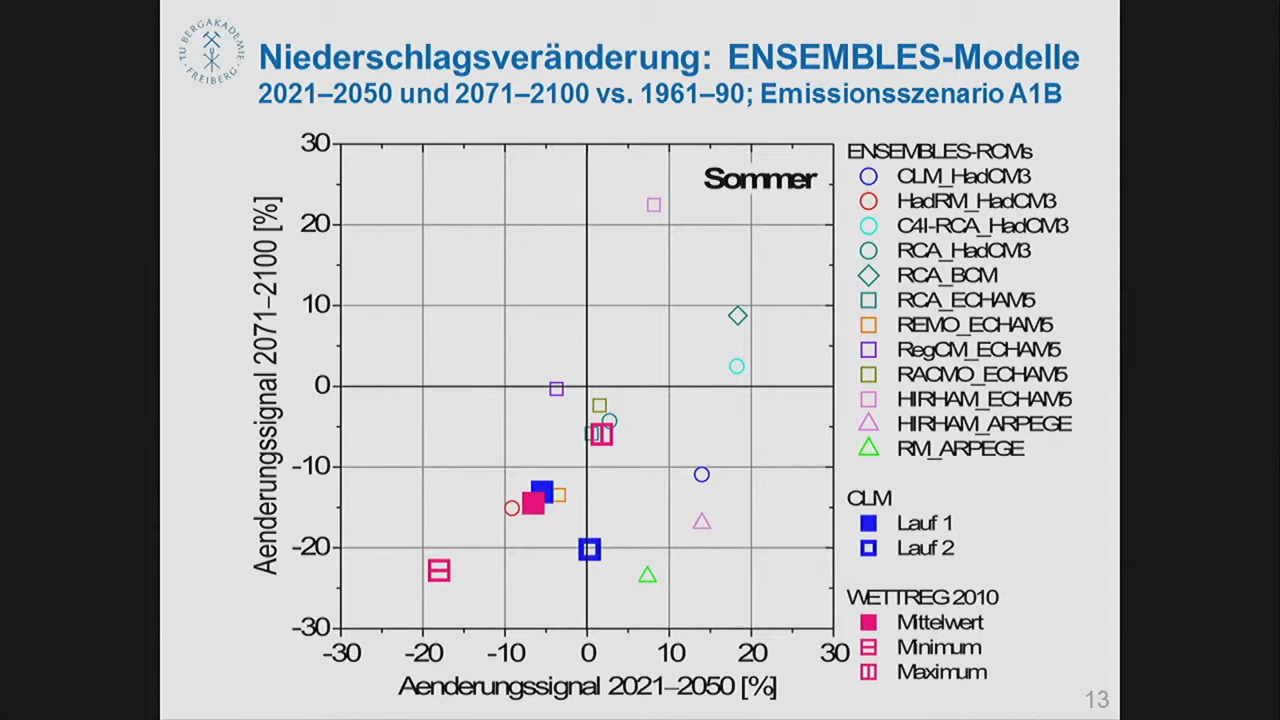 TU BERGAKADEMIE
FREIBERG
Niederschlagsveränderung: ENSEMBLES-Modelle
2021–2050 und 2071–2100 vs. 1961–90; Emissionsszenario A1B
Sommer
30
20
10
0
-10
-20
-30
Aenderungssignal 2071–2100 [%]
-30
-20
-10
0
10
20
30
Aenderungssignal 2021–2050 [%]
ENSEMBLES-RCMs
CLM_HadCM3
HadRM_HadCM3
C4I-RCA_HadCM3
RCA_HadCM3
RCA_BCM
RCA_ECHAM5
REMO_ECHAM5
RegCM_ECHAM5
RACMO_ECHAM5
HIRHAM_ECHAM5
HIRHAM_ARPEGE
RM_ARPEGE
CLM
Lauf 1
Lauf 2
WETTREG 2010
Mittelwert
Minimum
Maximum
13